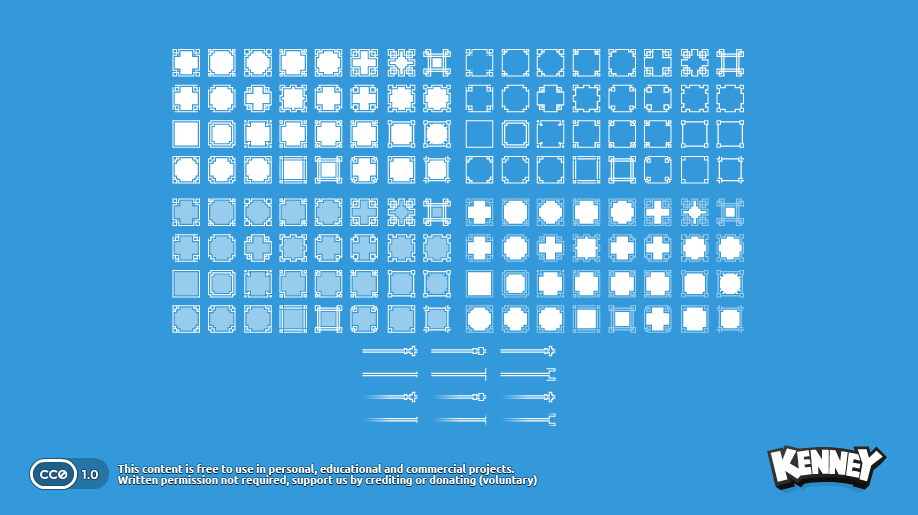 CC0 1.0
This content is free to use in personal, educational and commercial projects.
Written permission not required, support us by crediting or donating (voluntary)
KENNEY